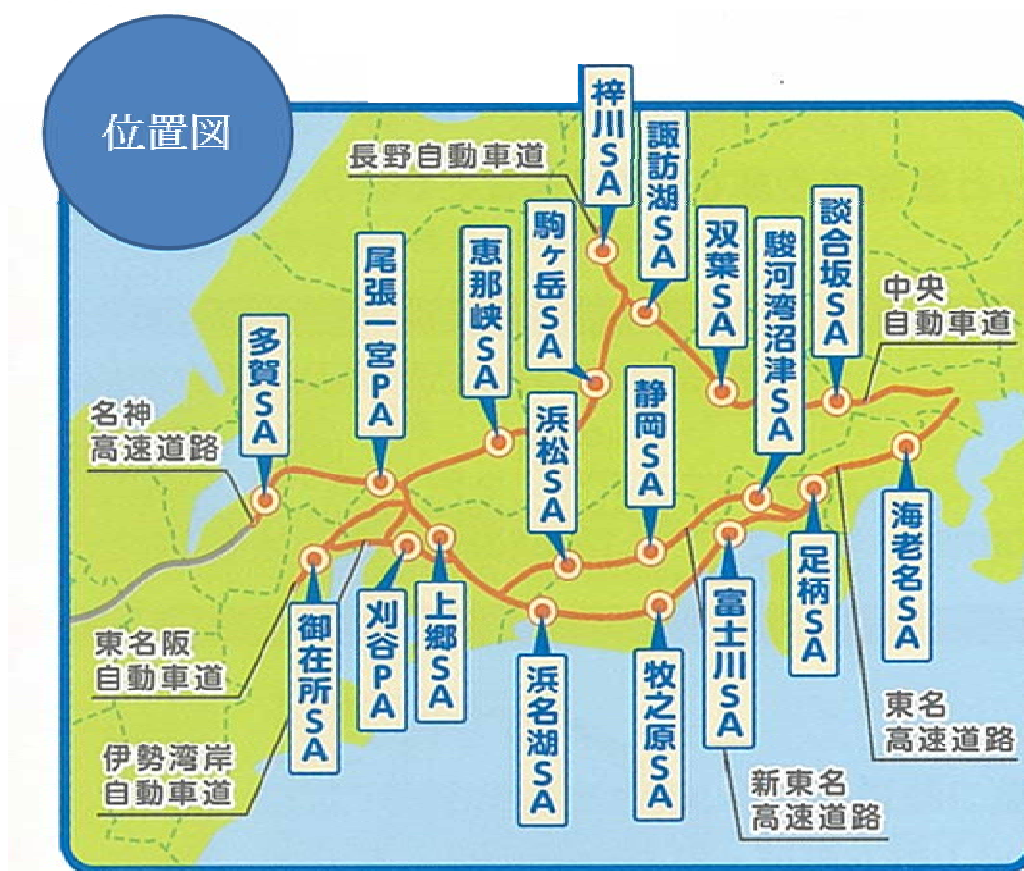 位置図
長野自動車道
梓川SA
諏訪湖SA
駒ヶ岳SA
恵那峡SA
尾張一宮PA
多賀SA
双葉SA
駿河湾沼津SA
談合坂SA
中央
自動車道
名神
高速道路
浜松SA
静岡SA
東名阪
自動車道
伊勢湾岸
自動車道
御在所SA
刈谷PA
上郷SA
浜名湖SA
牧之原SA
富士川SA
足柄SA
海老名SA
東名
高速道路
新東名
高速道路